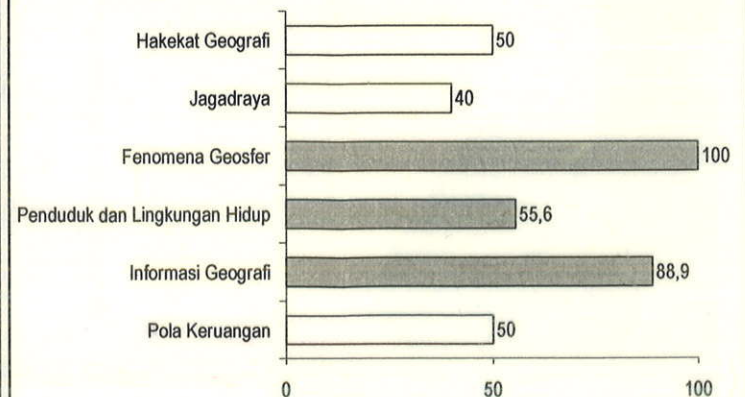 Hakekat Geografi 50
Jagadraya 40
Fenomena Geosfer 100
Penduduk dan Lingkungan Hidup 55,6
Informasi Geografi 88,9
Pola Keruangan 50
0 50 100